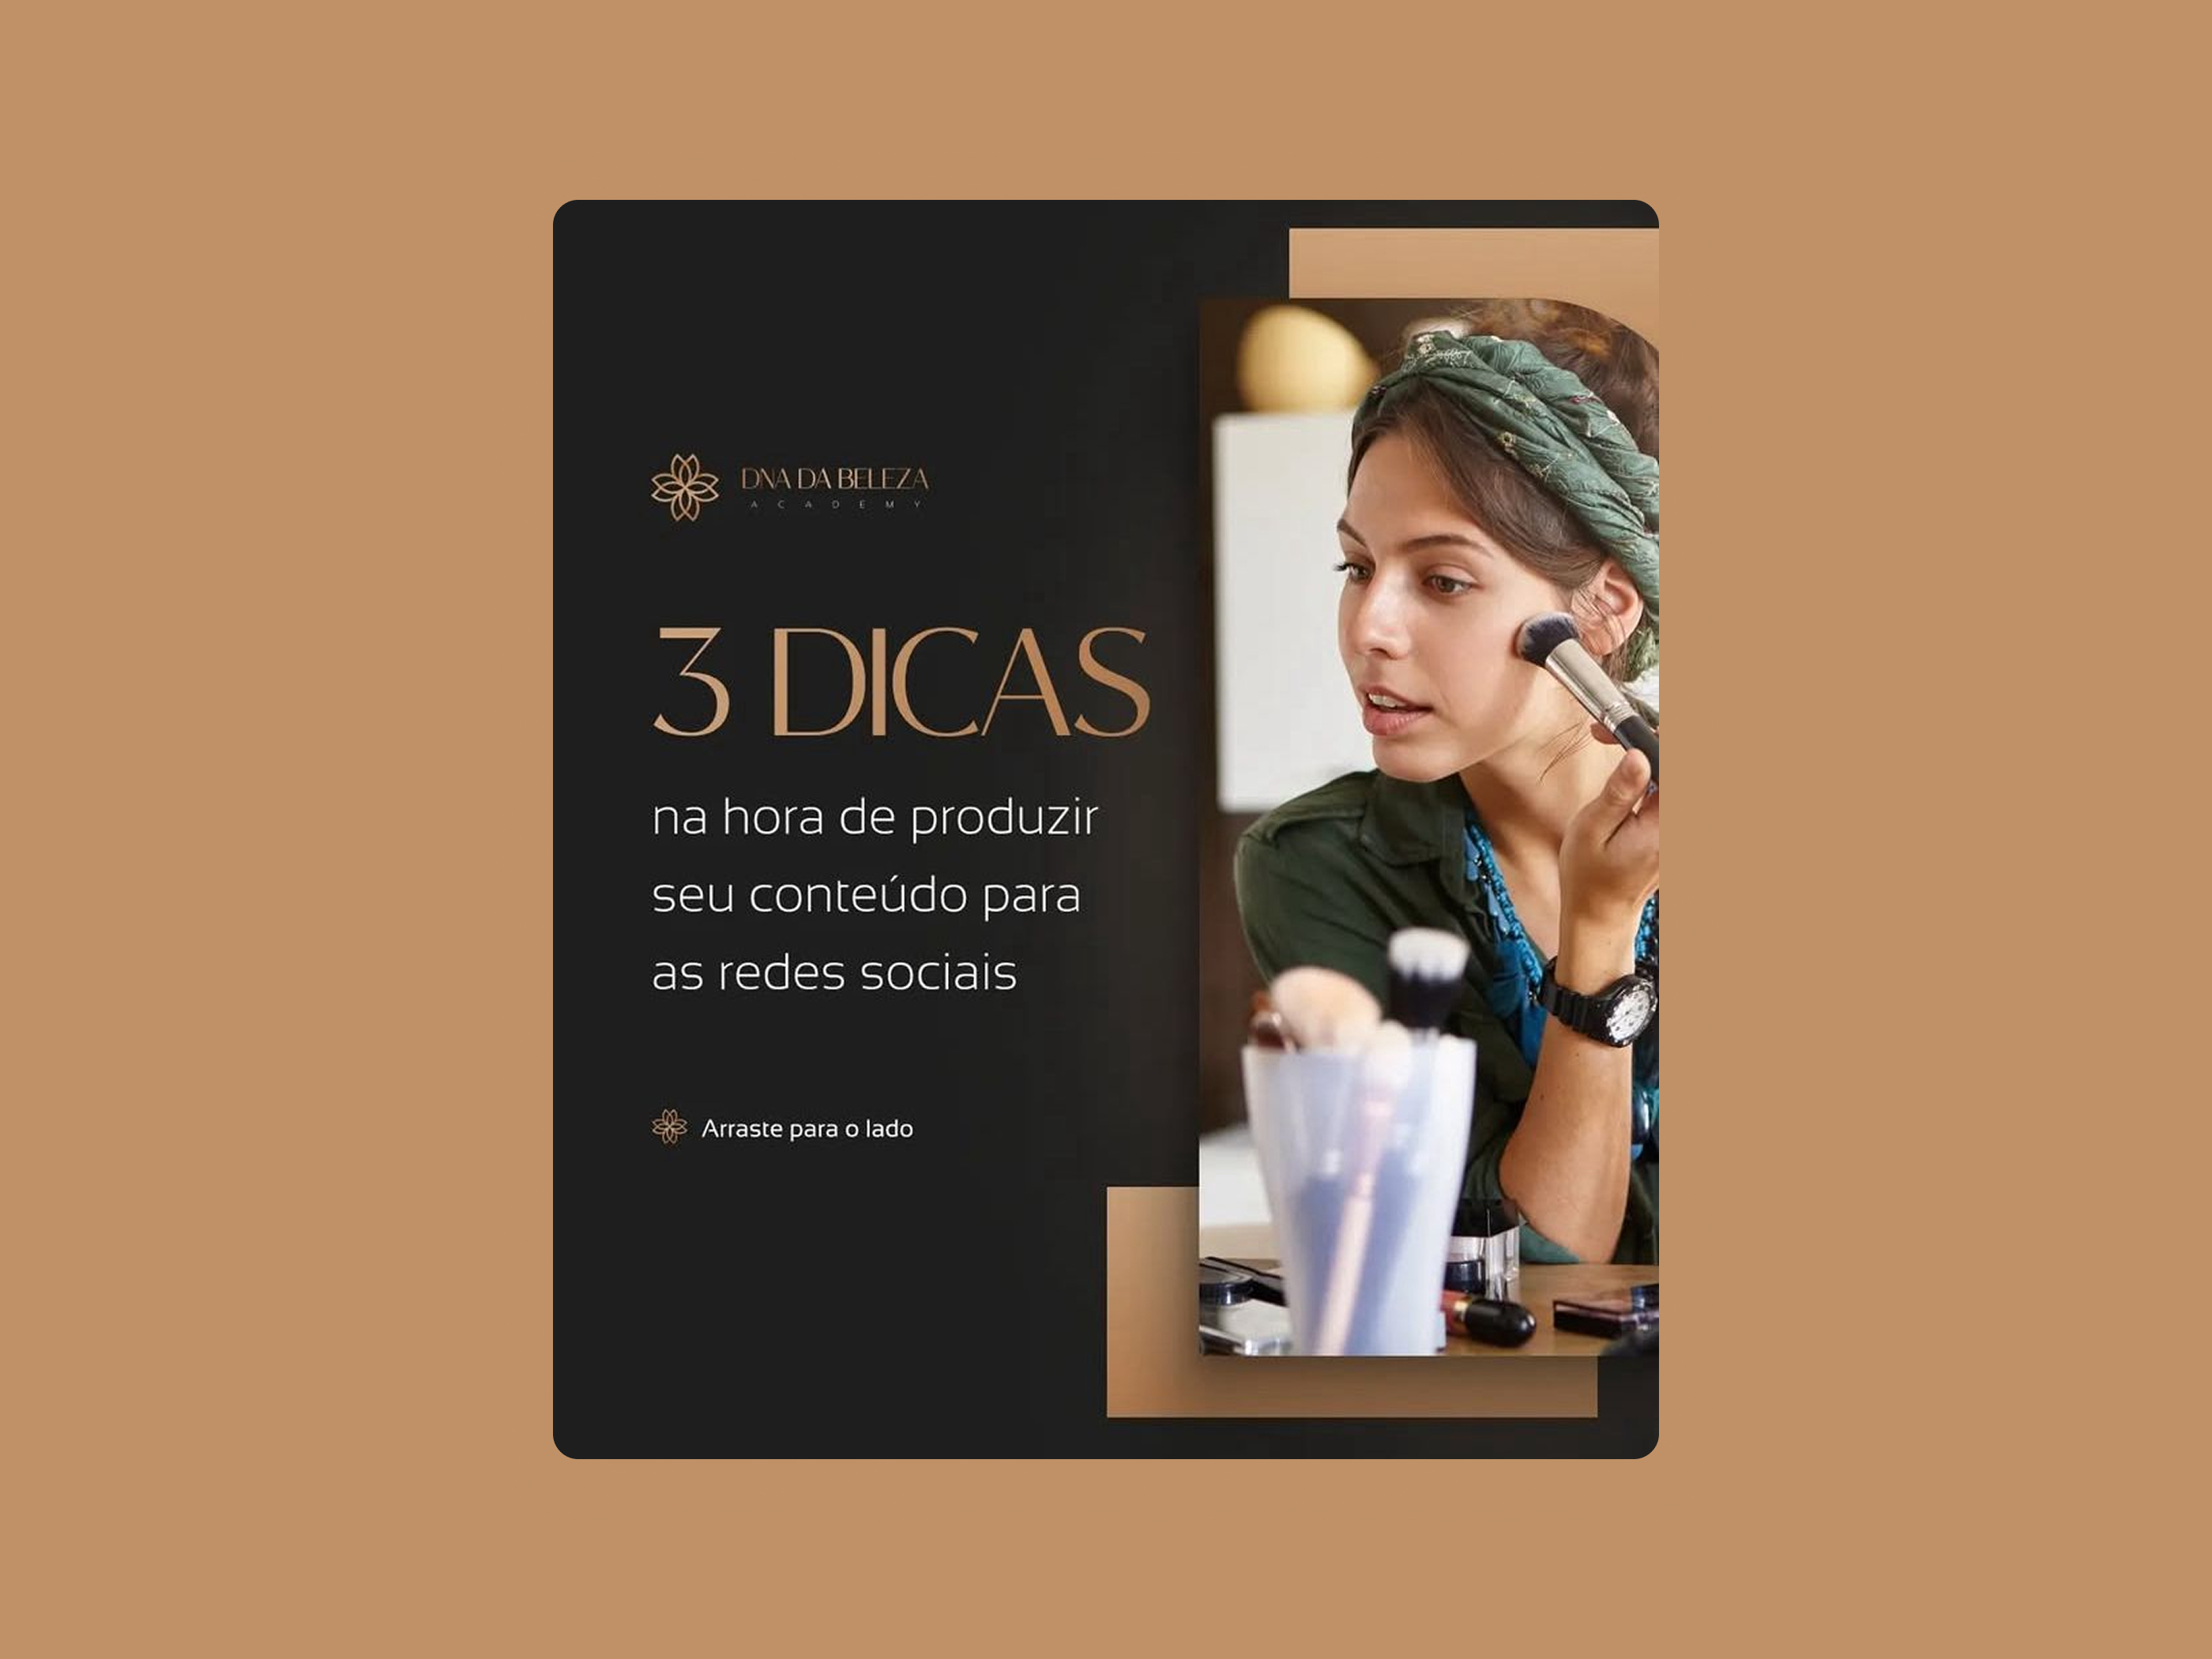 DNA DA BELEZA
ACADEMY
3 DICAS
na hora de produzir
seu conteúdo para
as redes sociais
Arraste para o lado